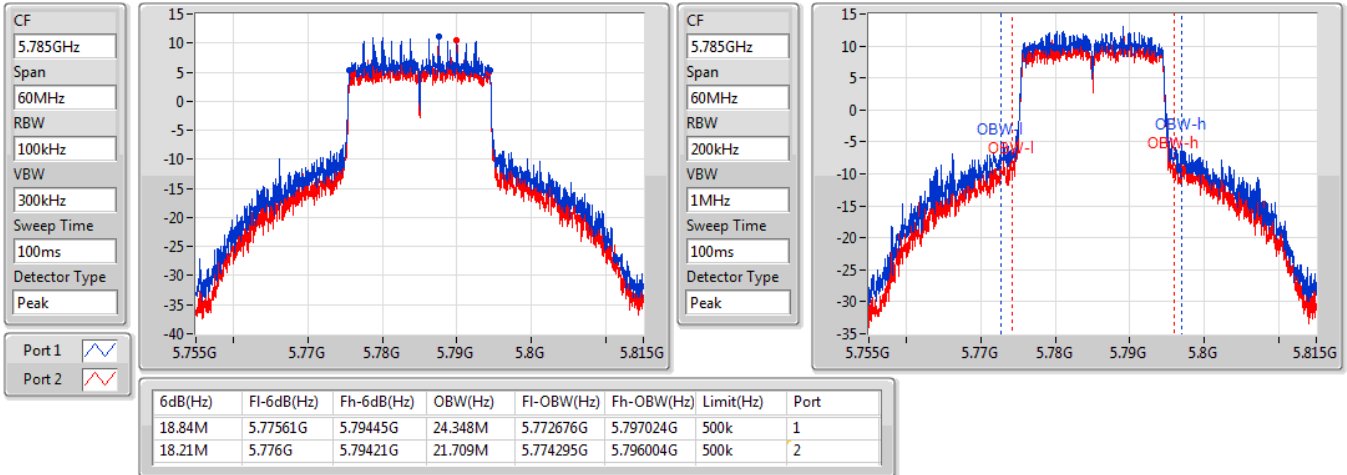 CF
5.785GHz
Span
60MHz
RBW
100kHz
VBW
300kHz
Sweep Time
100ms
Detector Type
Peak
Port 1
Port 2
15
10
5
0
-5
-10
-15
-20
-25
-30
-35
-40
5.755G 5.77G 5.78G 5.79G 5.8G 5.815G
CF
5.785GHz
Span
60MHz
RBW
200kHz
VBW
1MHz
Sweep Time
100ms
Detector Type
Peak
15
10
5
0
-5
-10
-15
-20
-25
-30
-35
OBW-l OBW-h
OBW-l OBW-h
5.755G 5.77G 5.78G 5.79G 5.8G 5.815G
6dB(Hz) Fl-6dB(Hz) Fh-6dB(Hz) OBW(Hz) Fl-OBW(Hz) Fh-OBW(Hz) Limit(Hz) Port
18.84M 5.77561G 5.79445G 24.348M 5.772676G 5.797024G 500k 1
18.21M 5.776G 5.79421G 21.709M 5.774295G 5.796004G 500k 2